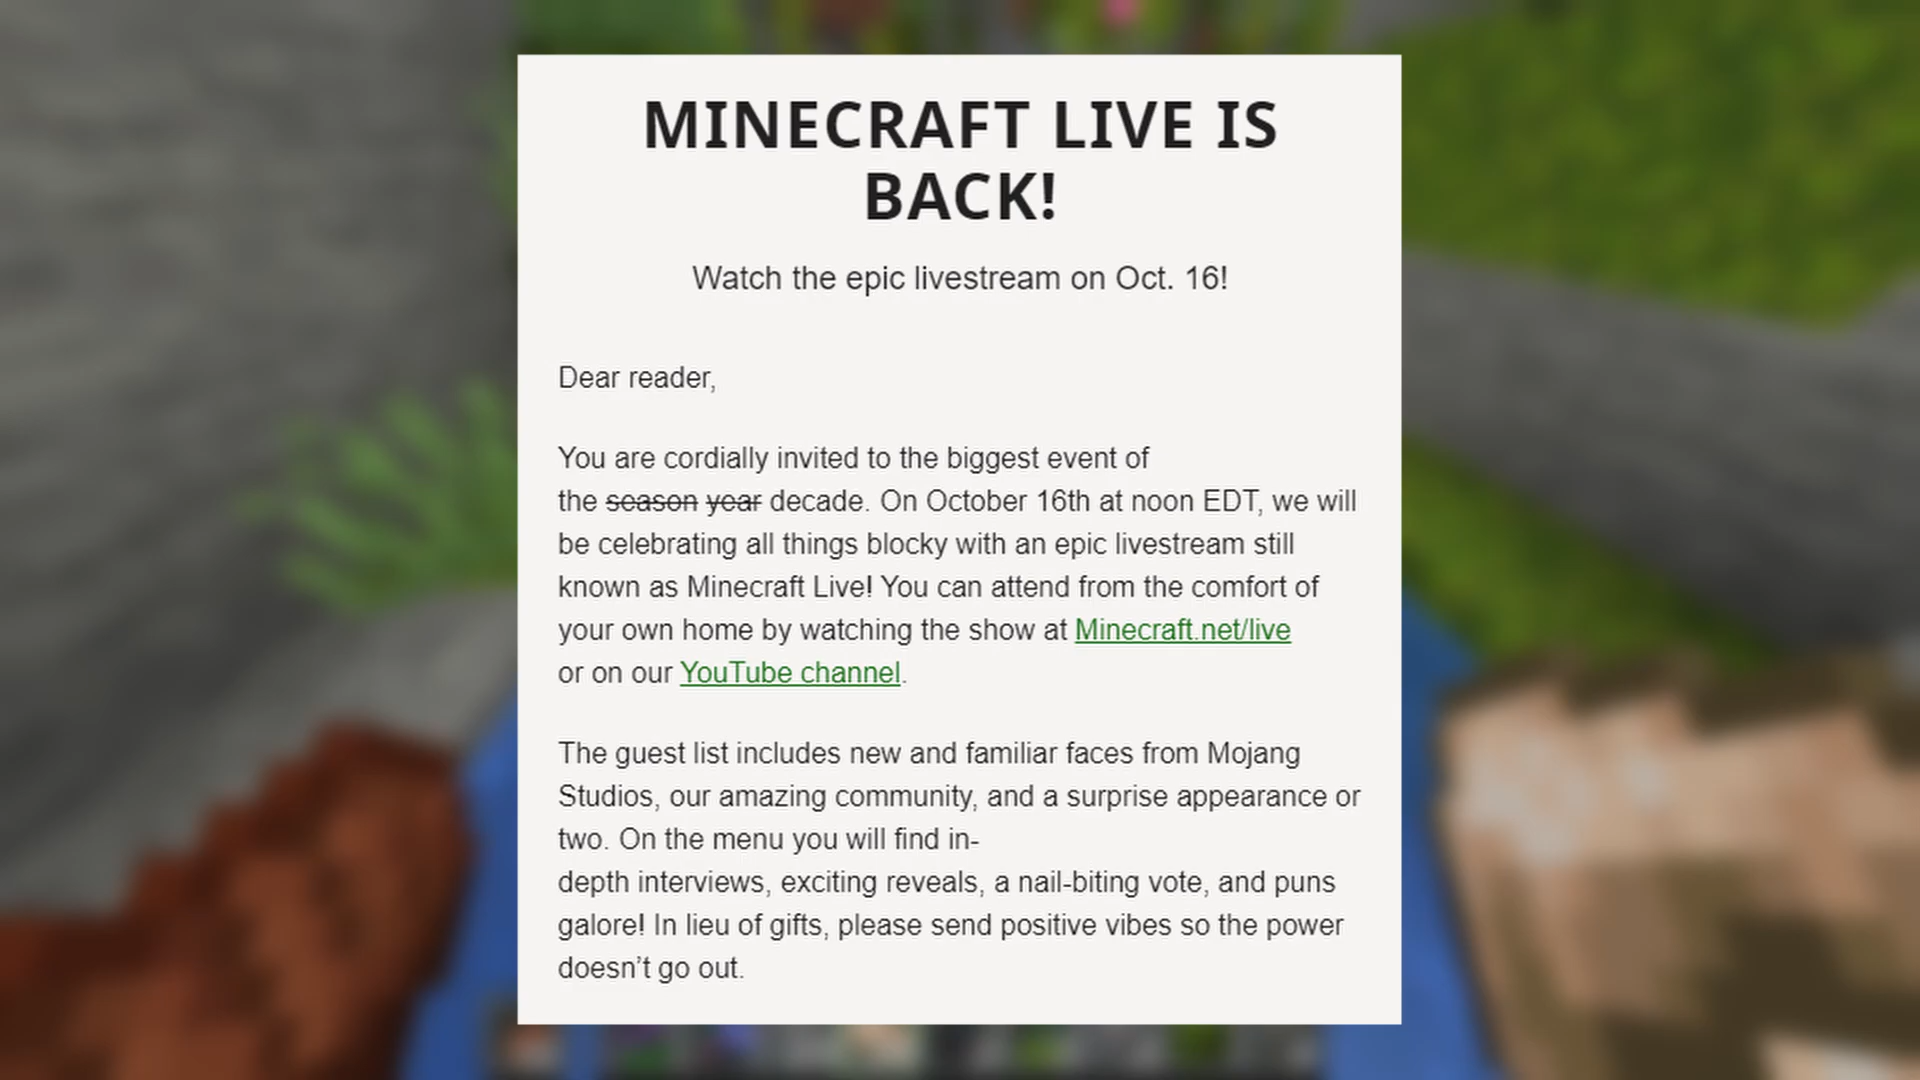 MINECRAFT LIVE IS
BACK!
Watch the epic livestream on Oct. 16!
Dear reader,
You are cordially invited to the biggest event of
the season year decade. On October 16th at noon EDT, we will
be celebrating all things blocky with an epic livestream still
known as Minecraft Live! You can attend from the comfort of
your own home by watching the show at Minecraft.net/live
or on our YouTube channel.
The guest list includes new and familiar faces from Mojang
Studios, our amazing community, and a surprise appearance or
two. On the menu you will find in-
depth interviews, exciting reveals, a nail-biting vote, and puns
galore! In lieu of gifts, please send positive vibes so the power
doesn’t go out.